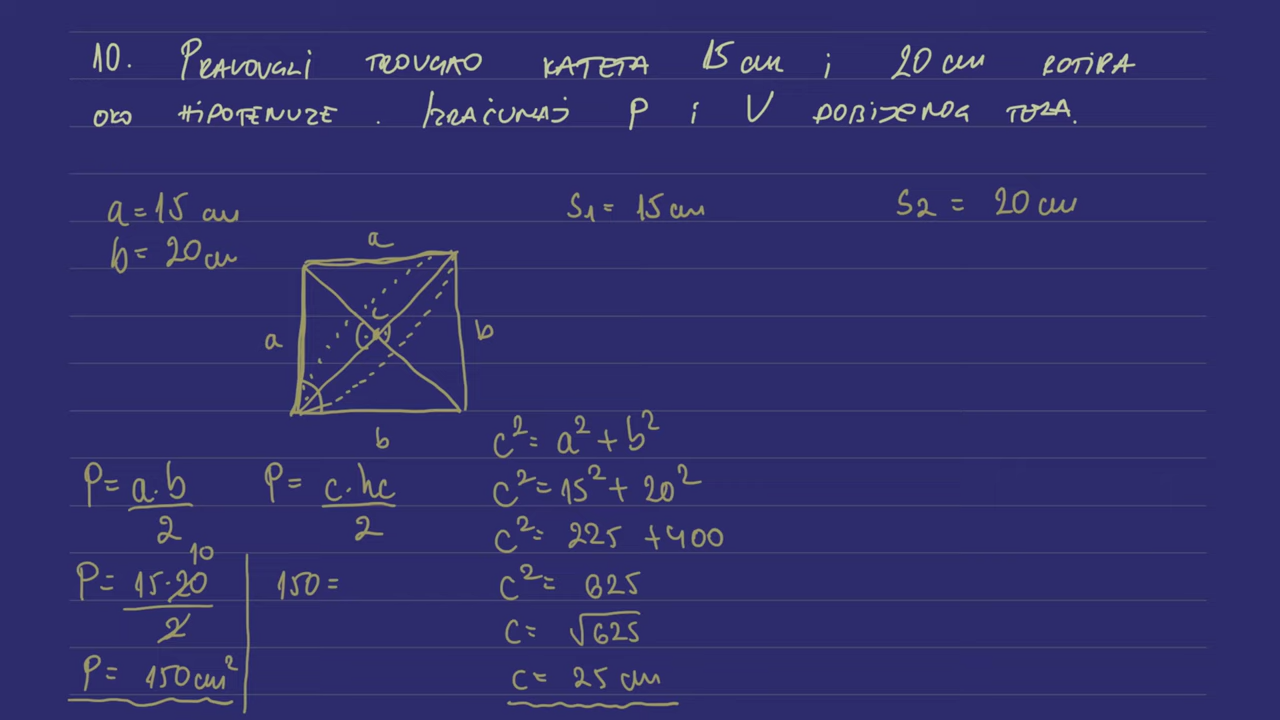 10. PRAVOUGLI TROUGAO KATETA 15 cm i 20 cm ROTIRA
OKO HIPOTENUZE. IZRAČUNAJ P i V DOBIJENOG TELA.
a = 15 cm
b = 20 cm
S1 = 15 cm
S2 = 20 cm
a
a
c
b
b
P = a·b / 2
P = c·hc / 2
P = 15·20 / 2
10
P = 150 cm²
150 =
c² = a² + b²
c² = 15² + 20²
c² = 225 + 400
c² = 625
c = √625
c = 25 cm